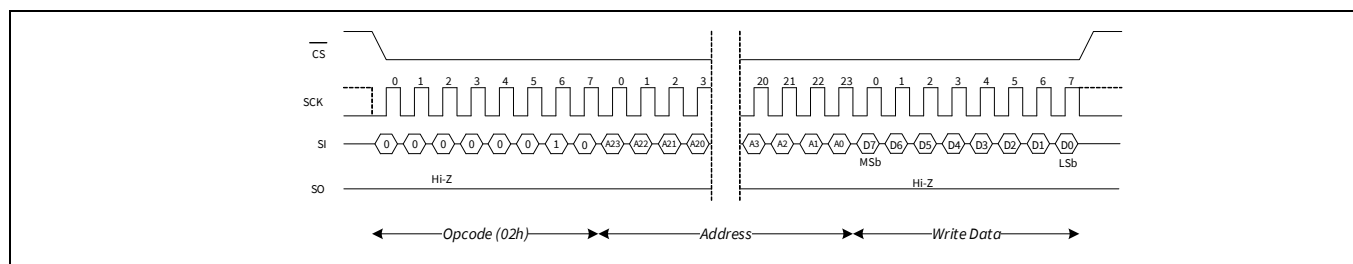 CS
0 1 2 3 4 5 6 7 0 1 2 3 20 21 22 23 0 1 2 3 4 5 6 7
SCK
SI 0 0 0 0 0 0 1 0 A23 A22 A21 A20 A3 A2 A1 A0 D7 D6 D5 D4 D3 D2 D1 D0
MSb LSb
Hi-Z Hi-Z
SO
Opcode (02h) Address Write Data